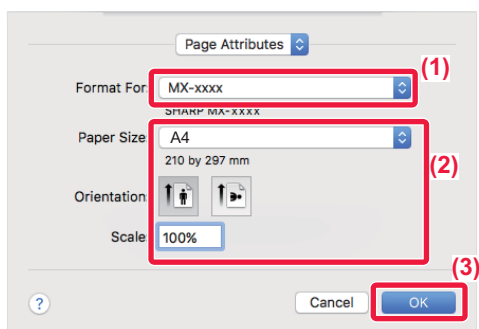 Page Attributes
(1)
Format For: MX-xxxx
SHARP MX-xxxx
Paper Size: A4
210 by 297 mm
(2)
Orientation:
Scale: 100%
(3)
? Cancel OK